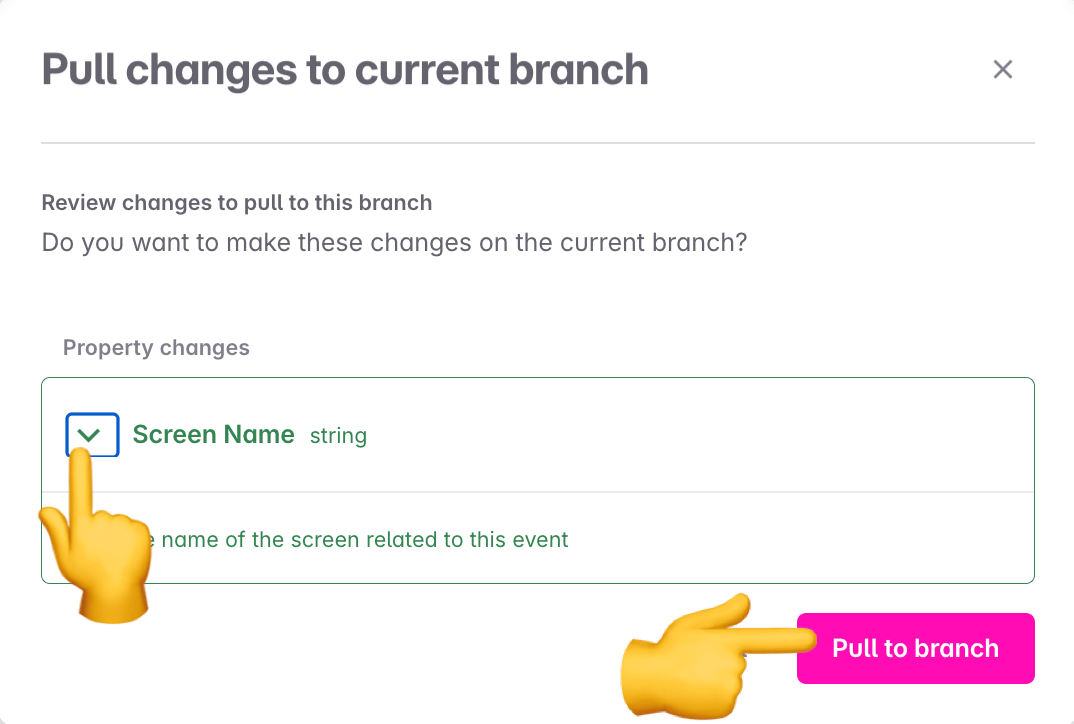 Pull changes to current branch
Review changes to pull to this branch
Do you want to make these changes on the current branch?
Property changes
Screen Name string
name of the screen related to this event
Pull to branch